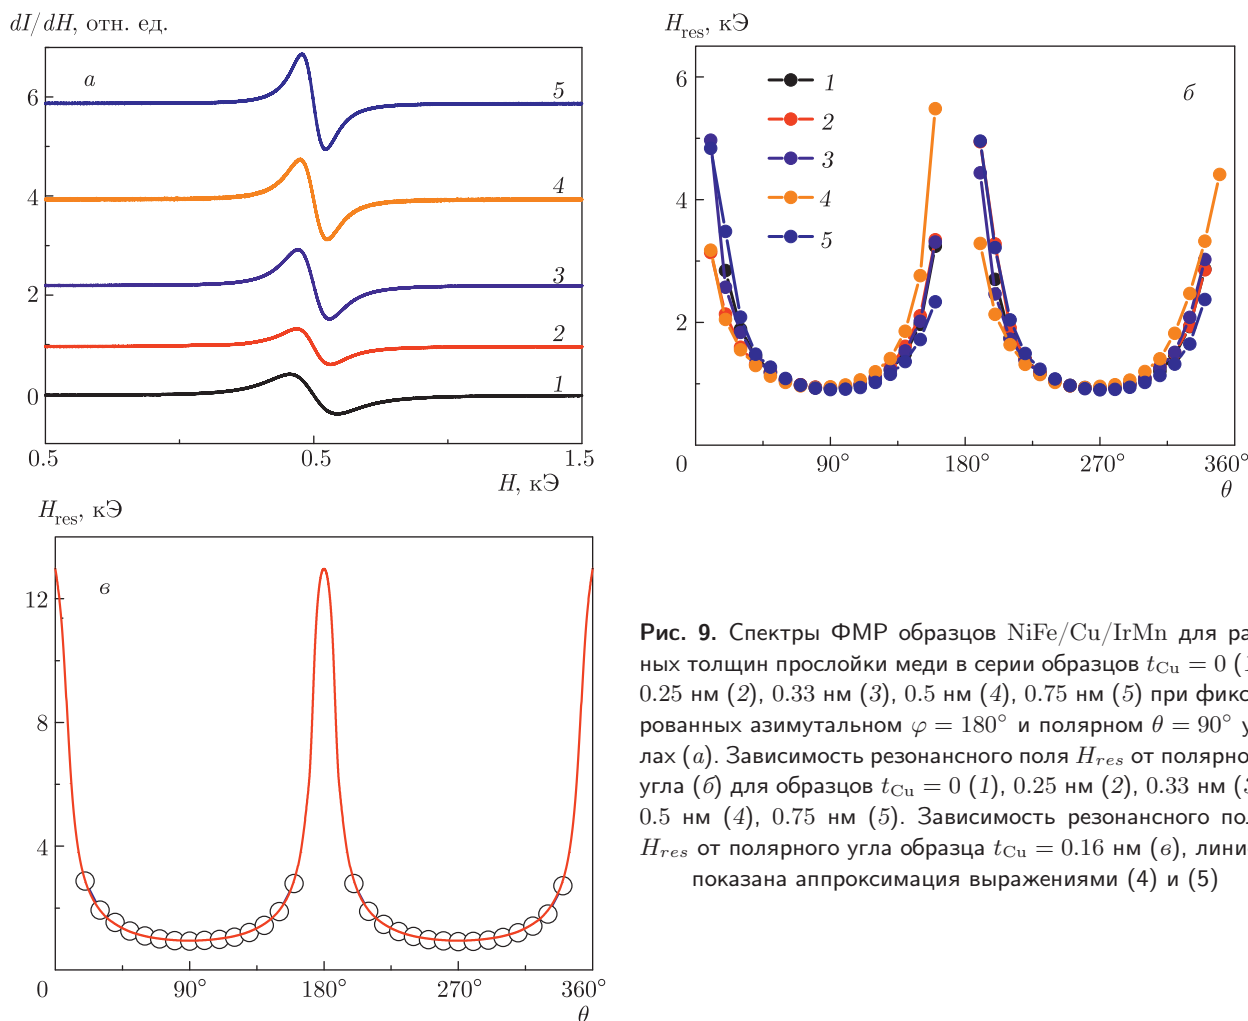 dI/dH, отн. ед.
а
6
4
2
0
5
4
3
2
1
0.5
0.5
1.5
H, кЭ
H_res, кЭ
б
6
4
2
0
1
2
3
4
5
90°
180°
270°
360°
θ
H_res, кЭ
в
12
8
4
0
90°
180°
270°
360°
θ
Рис. 9. Спектры ФМР образцов NiFe/Cu/IrMn для раз
ных толщин прослойки меди в серии образцов t_Cu = 0 (1
0.25 нм (2), 0.33 нм (3), 0.5 нм (4), 0.75 нм (5) при фикс
рованных азимутальном φ = 180° и полярном θ = 90° у
лах (а). Зависимость резонансного поля H_res от полярно
угла (б) для образцов t_Cu = 0 (1), 0.25 нм (2), 0.33 нм (3
0.5 нм (4), 0.75 нм (5). Зависимость резонансного пол
H_res от полярного угла образца t_Cu = 0.16 нм (в), лини
показана аппроксимация выражениями (4) и (5)